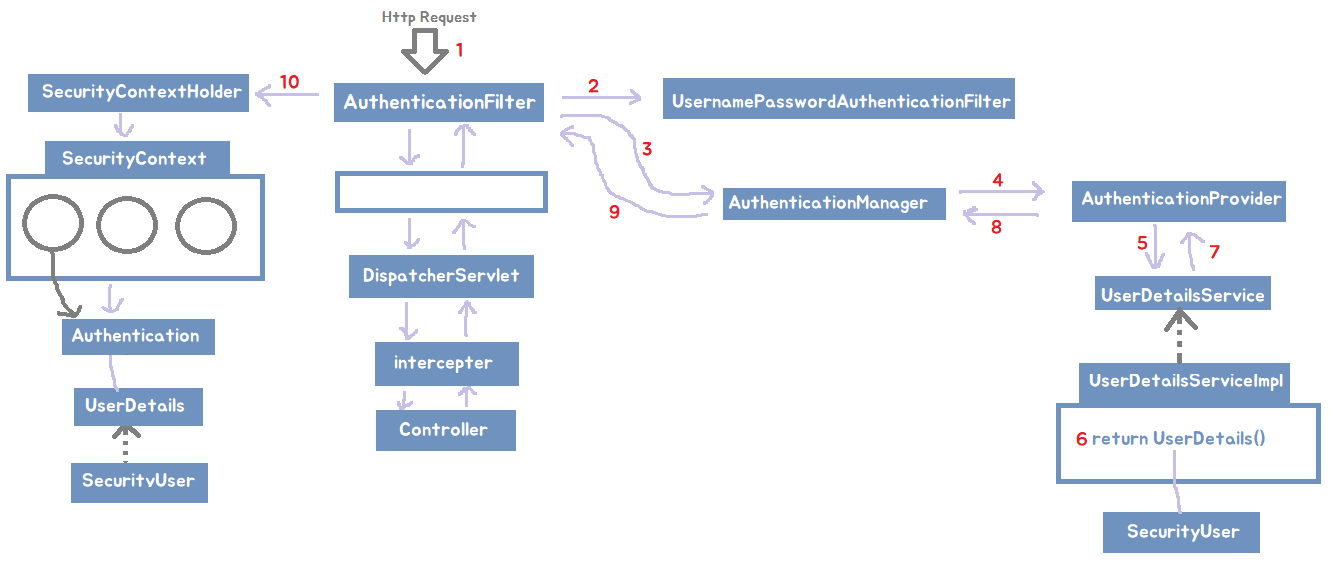 Http Request
1
SecurityContextHolder
10
AuthenticationFilter
2
UsernamePasswordAuthenticationFilter
3
SecurityContext
9
AuthenticationManager
4
8
AuthenticationProvider
5
7
DispatcherServlet
UserDetailsService
Authentication
intercepter
UserDetailsServiceImpl
UserDetails
Controller
6 return UserDetails()
SecurityUser
SecurityUser